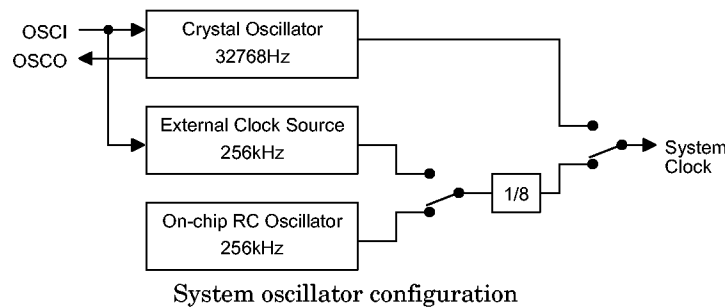 OSCI
OSCO
Crystal Oscillator
32768Hz
External Clock Source
256kHz
On-chip RC Oscillator
256kHz
1/8
System
Clock
System oscillator configuration